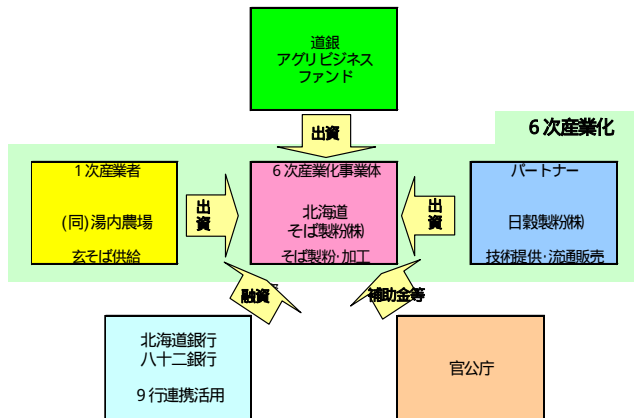 道銀
アグリビジネス
ファンド
出資
6次産業化
1次産業者
(同)湯内農場
玄そば供給
出
資
6次産業化事業体
北海道
そば製粉㈱
そば製粉・加工
出
資
パートナー
日穀製粉㈱
技術提供・流通販売
融資
補助金等
北海道銀行
八十二銀行
9行連携活用
官公庁